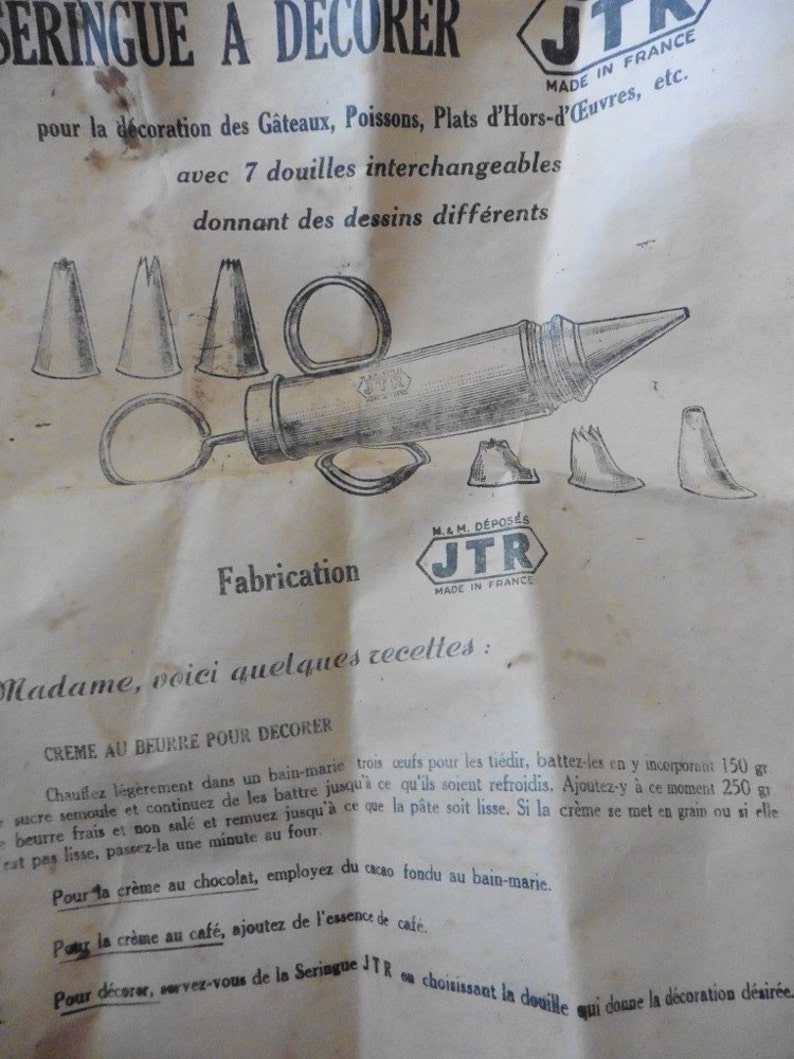 SERINGUE A DECORER
JTR
MADE IN FRANCE
pour la décoration des Gâteaux, Poissons, Plats d'Hors-d'Œuvres, etc.
avec 7 douilles interchangeables
donnant des dessins différents
JTR
Fabrication
M. & M. DÉPOSÉS
JTR
MADE IN FRANCE
Madame, voici quelques recettes :
CREME AU BEURRE POUR DECORER
Chauffez légèrement dans un bain-marie trois œufs pour les tiédir, battez-les en y incorporant 150 gr
sucre semoule et continuez de les battre jusqu'à ce qu'ils soient refroidis. Ajoutez-y à ce moment 250 gr
beurre frais et non salé et remuez jusqu'à ce que la pâte soit lisse. Si la crème se met en grain ou si elle
est pas lisse, passez-la une minute au four.
Pour la crème au chocolat, employez du cacao fondu au bain-marie.
Pour la crème au café, ajoutez de l'essence de café.
Pour décorer, servez-vous de la Seringue JTR en choisissant la douille qui donne la décoration désirée.